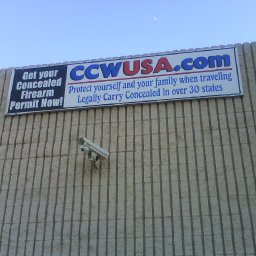 Get your
Concealed
Firearm
Permit Now!
CCWUSA.com
Protect yourself and your family when traveling
Legally Carry Concealed in over 30 states